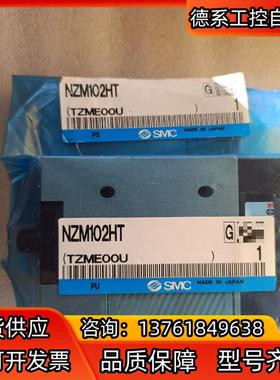 德系工控自
NZM102HT
G
(TZME00U )
1
P5
SMC
MADE IN JAPAN
NZM102HT
G
(TZME00U )
1
PU
SMC
MADE IN JAPAN
货供应
咨询：13761849638
可开发票
品质保障 型号齐